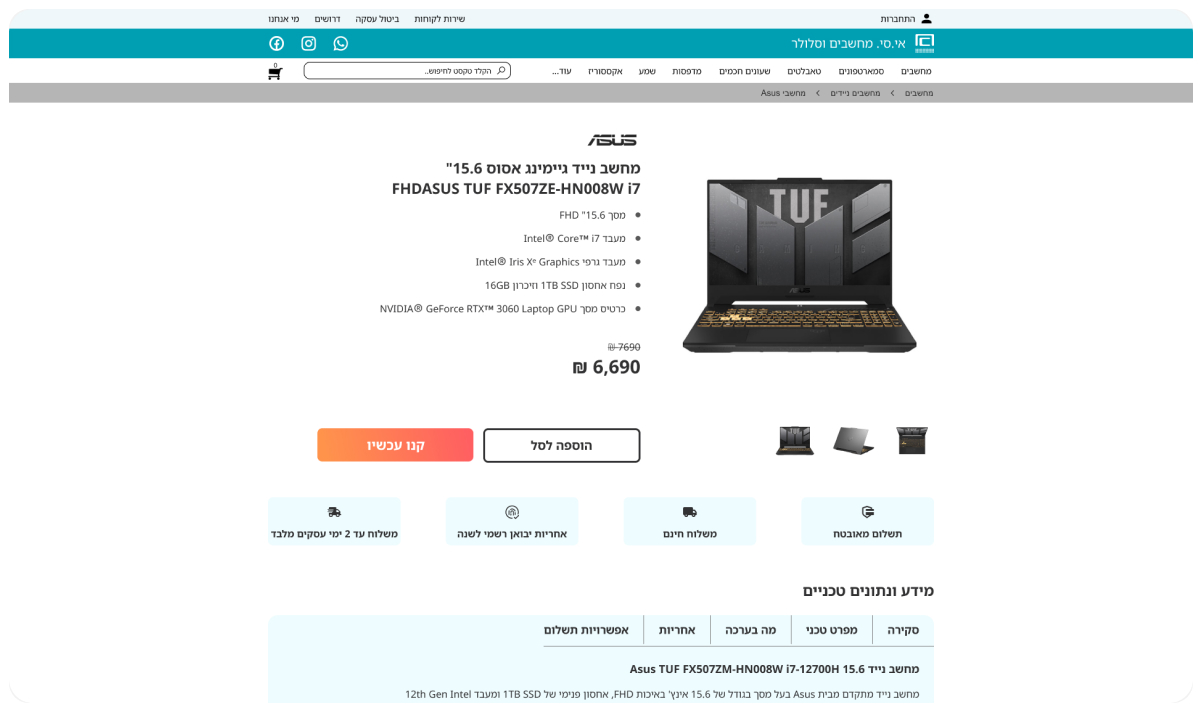 התחברות
שירות לקוחות ביטול עסקה דרושים מי אנחנו
אי.סי. מחשבים וסלולר
מחשבים סמארטפונים טאבלטים שעונים חכמים מדפסות שמע אקססוריז עוד...
הקלד טקסט לחיפוש..
0
מחשבים > מחשבים ניידים > מחשבי Asus
ASUS
מחשב נייד גיימינג אסוס 15.6"
FHDASUS TUF FX507ZE-HN008W i7
מסך 15.6" FHD
מעבד Intel® Core™ i7
מעבד גרפי Intel® Iris Xᵉ Graphics
נפח אחסון 1TB SSD וזיכרון 16GB
כרטיס מסך NVIDIA® GeForce RTX™ 3060 Laptop GPU
7690 ₪
6,690 ₪
TUF
ASUS
הוספה לסל
קנו עכשיו
תשלום מאובטח
משלוח חינם
אחריות יבואן רשמי לשנה
משלוח עד 2 ימי עסקים מלבד
מידע ונתונים טכניים
סקירה מפרט טכני מה בערכה אחריות אפשרויות תשלום
מחשב נייד Asus TUF FX507ZM-HN008W i7-12700H 15.6
מחשב נייד מתקדם מבית Asus בעל מסך בגודל של 15.6 אינץ' באיכות FHD, אחסון פנימי של 1TB SSD ומעבד 12th Gen Intel